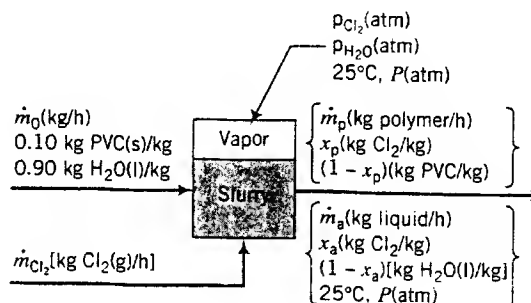 p_Cl₂(atm)
p_H₂O(atm)
25°C, P(atm)
ṁ₀(kg/h)
0.10 kg PVC(s)/kg
0.90 kg H₂O(l)/kg
Vapor
Slurry
ṁ_Cl₂[kg Cl₂(g)/h]
ṁ_p(kg polymer/h)
x_p(kg Cl₂/kg)
(1 - x_p)(kg PVC/kg)
ṁ_a(kg liquid/h)
x_a(kg Cl₂/kg)
(1 - x_a)[kg H₂O(l)/kg]
25°C, P(atm)